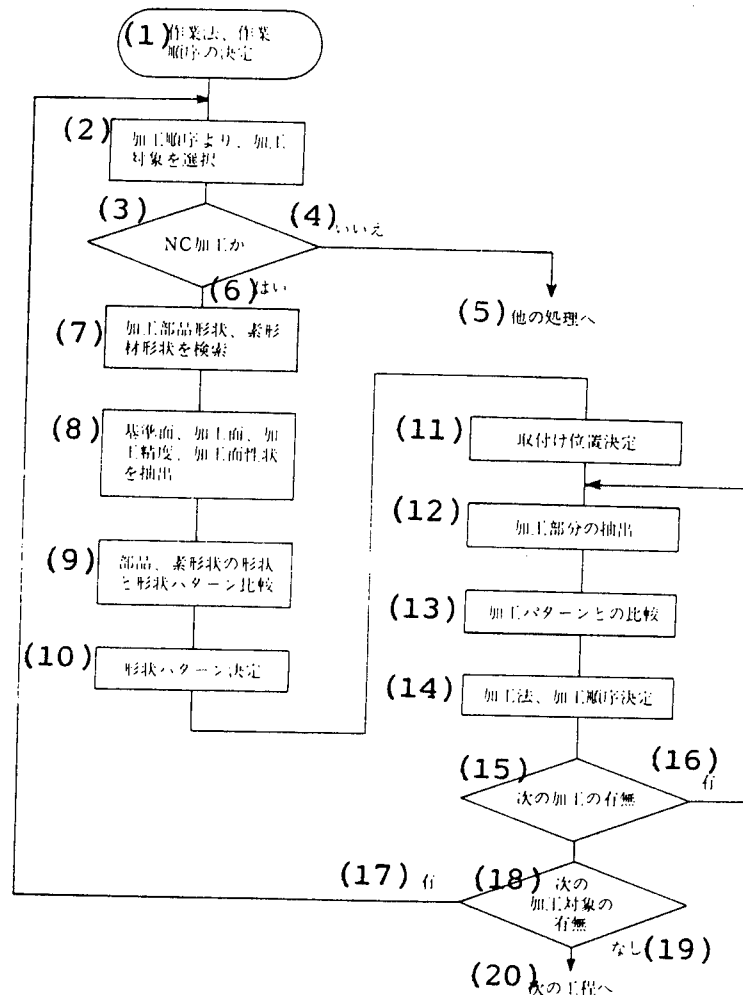 (1)作業法、作業
順序の決定
(2)
加工順序より、加工
対象を選択
(3)
(4)
いいえ
NC加工か
(6)はい
(5)他の処理へ
(7)
加工部品形状、素形
材形状を検索
(8)
基準面、加工面、加
工精度、加工面性状
を抽出
(9)
部品、素形状の形状
と形状パターン比較
(10)
形状パターン決定
(11)
取付け位置決定
(12)
加工部分の抽出
(13)
加工パターンとの比較
(14)
加工法、加工順序決定
(15)
(16)
有
次の加工の有無
(17)有
(18)次の
加工対象の
有無
なし(19)
(20)
次の工程へ